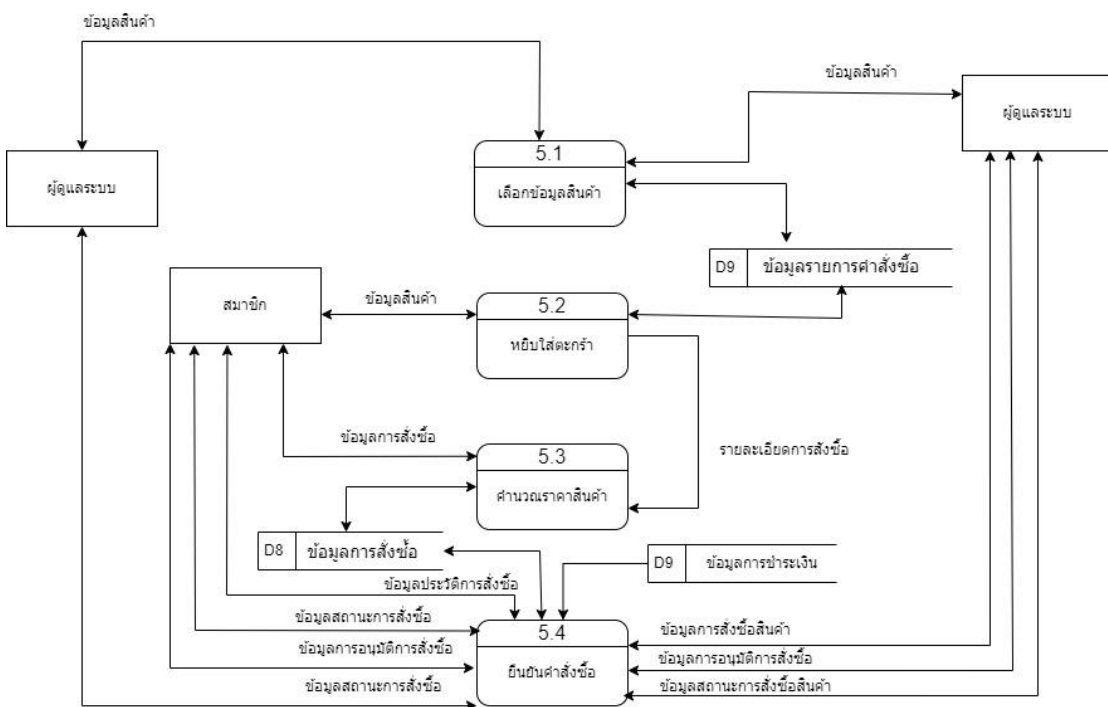 ข้อมูลสินค้า
ข้อมูลสินค้า
ผู้ดูแลระบบ
5.1
ผู้ดูแลระบบ
เลือกข้อมูลสินค้า
D9 ข้อมูลรายการคำสั่งซื้อ
สมาชิก
ข้อมูลสินค้า
5.2
หยิบใส่ตะกร้า
ข้อมูลการสั่งซื้อ
5.3
รายละเอียดการสั่งซื้อ
คำนวณราคาสินค้า
D8 ข้อมูลการสั่งซ้ือ
D9 ข้อมูลการชำระเงิน
ข้อมูลประวัติการสั่งซื้อ
ข้อมูลสถานะการสั่งซื้อ
5.4
ข้อมูลการสั่งซื้อสินค้า
ข้อมูลการอนุมัติการสั่งซื้อ
ยืนยันคำสั่งซื้อ
ข้อมูลการอนุมัติการสั่งซื้อ
ข้อมูลสถานะการสั่งซื้อ
ข้อมูลสถานะการสั่งซื้อสินค้า